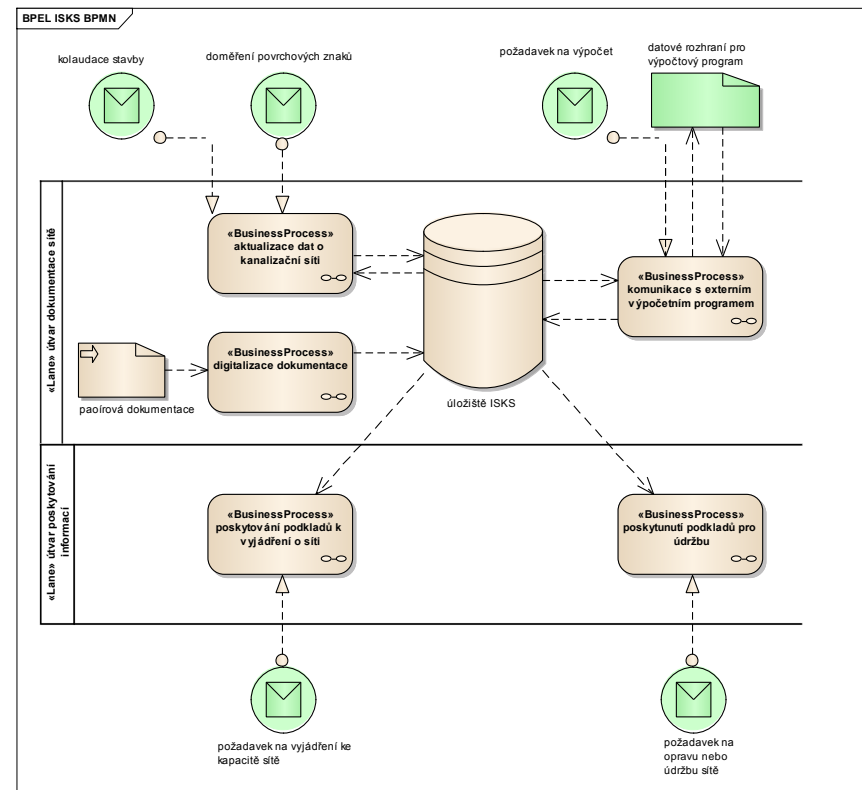 BPEL ISKS BPMN
kolaudace stavby
doměření povrchových znaků
požadavek na výpočet
datové rozhraní pro
výpočtový program
«Lane» útvar dokumentace sítě
«BusinessProcess»
aktualizace dat o
kanalizační síti
«BusinessProcess»
komunikace s externím
výpočetním programem
«BusinessProcess»
digitalizace dokumentace
paoírová dokumentace
úložiště ISKS
«Lane» útvar poskytování
informací
«BusinessProcess»
poskytování podkladů k
vyjádření o síti
«BusinessProcess»
poskytunutí podkladů pro
údržbu
požadavek na vyjádření ke
kapacitě sítě
požadavek na
opravu nebo
údržbu sítě